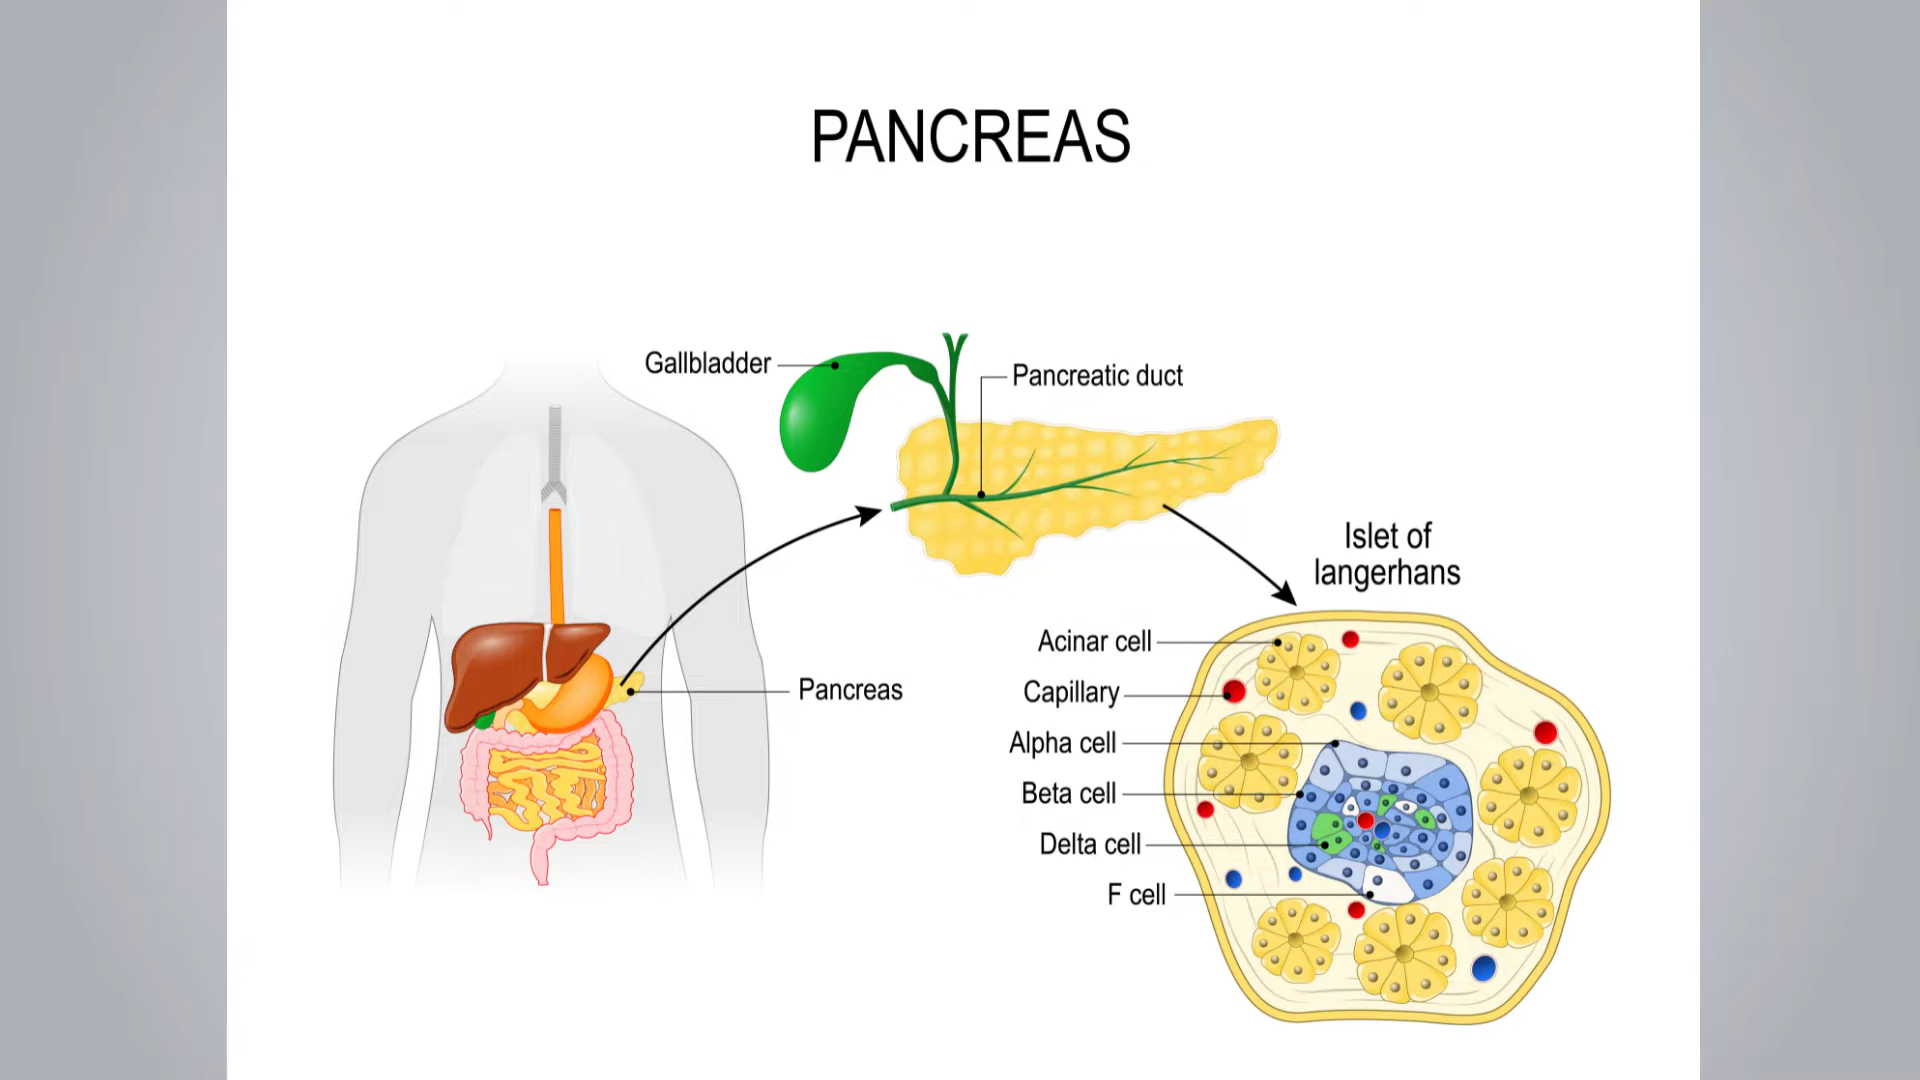 PANCREAS
Gallbladder
Pancreatic duct
Islet of
langerhans
Pancreas
Acinar cell
Capillary
Alpha cell
Beta cell
Delta cell
F cell